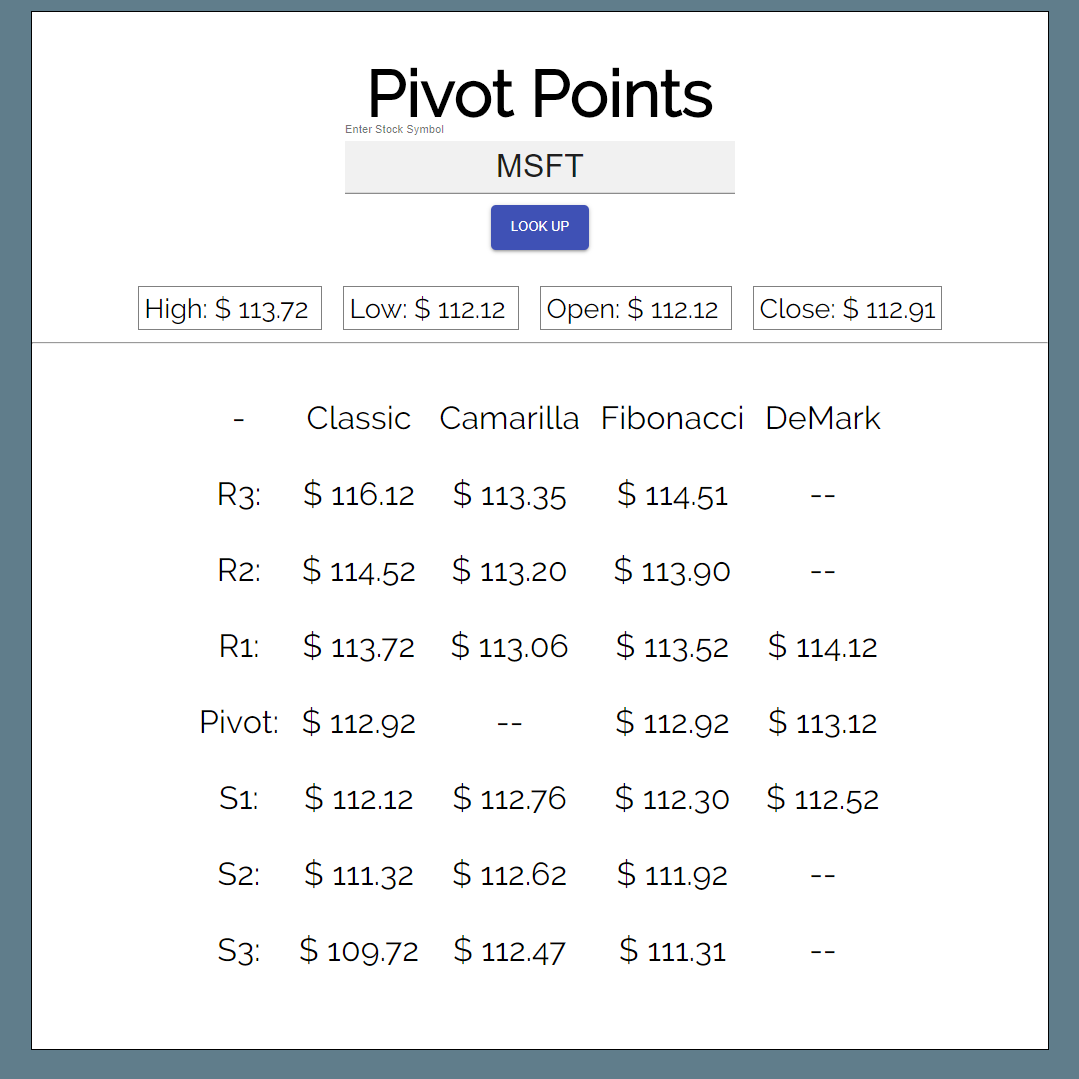 Pivot Points
Enter Stock Symbol
MSFT
LOOK UP
High: $ 113.72 Low: $ 112.12 Open: $ 112.12 Close: $ 112.91
- Classic Camarilla Fibonacci DeMark
R3: $ 116.12 $ 113.35 $ 114.51 --
R2: $ 114.52 $ 113.20 $ 113.90 --
R1: $ 113.72 $ 113.06 $ 113.52 $ 114.12
Pivot: $ 112.92 -- $ 112.92 $ 113.12
S1: $ 112.12 $ 112.76 $ 112.30 $ 112.52
S2: $ 111.32 $ 112.62 $ 111.92 --
S3: $ 109.72 $ 112.47 $ 111.31 --